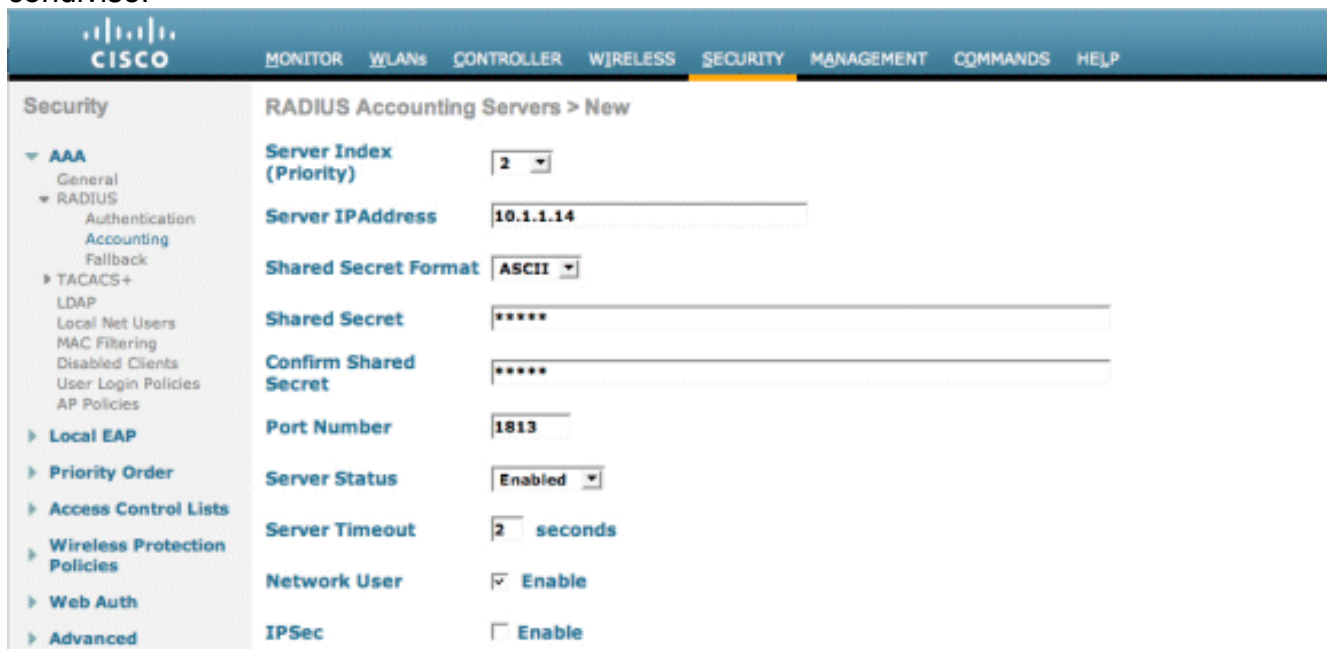 condiviso.
CISCO
MONITOR WLANs CONTROLLER WIRELESS SECURITY MANAGEMENT COMMANDS HELP
Security
AAA
General
RADIUS
Authentication
Accounting
Fallback
TACACS+
LDAP
Local Net Users
MAC Filtering
Disabled Clients
User Login Policies
AP Policies
Local EAP
Priority Order
Access Control Lists
Wireless Protection
Policies
Web Auth
Advanced
RADIUS Accounting Servers > New
Server Index
(Priority) 2
Server IPAddress 10.1.1.14
Shared Secret Format ASCII
Shared Secret *****
Confirm Shared
Secret *****
Port Number 1813
Server Status Enabled
Server Timeout 2 seconds
Network User Enable
IPSec Enable